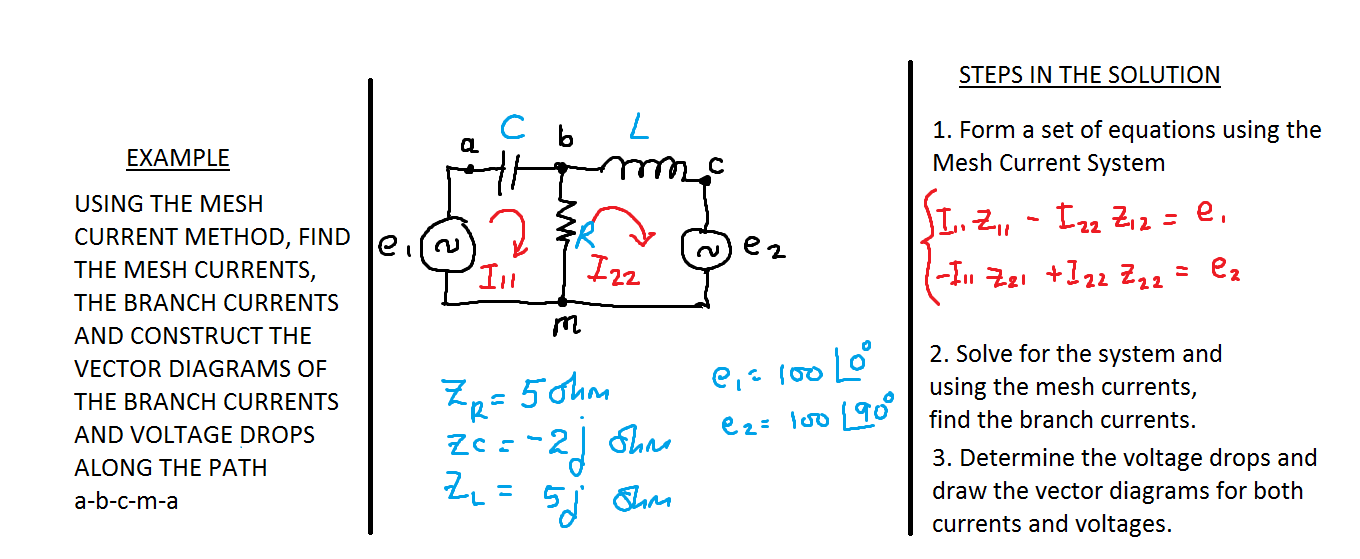 EXAMPLE
USING THE MESH
CURRENT METHOD, FIND
THE MESH CURRENTS,
THE BRANCH CURRENTS
AND CONSTRUCT THE
VECTOR DIAGRAMS OF
THE BRANCH CURRENTS
AND VOLTAGE DROPS
ALONG THE PATH
a-b-c-m-a
C
L
a
b
c
e₁
R
e₂
I₁₁
I₂₂
m
Z_R = 5 ohm
Zc = -2j ohm
Z_L = 5j ohm
e₁ = 100 ∟0°
e₂ = 100 ∟90°
STEPS IN THE SOLUTION
1. Form a set of equations using the
Mesh Current System
I₁₁ Z₁₁ - I₂₂ Z₁₂ = e₁
-I₁₁ Z₂₁ + I₂₂ Z₂₂ = e₂
2. Solve for the system and
using the mesh currents,
find the branch currents.
3. Determine the voltage drops and
draw the vector diagrams for both
currents and voltages.